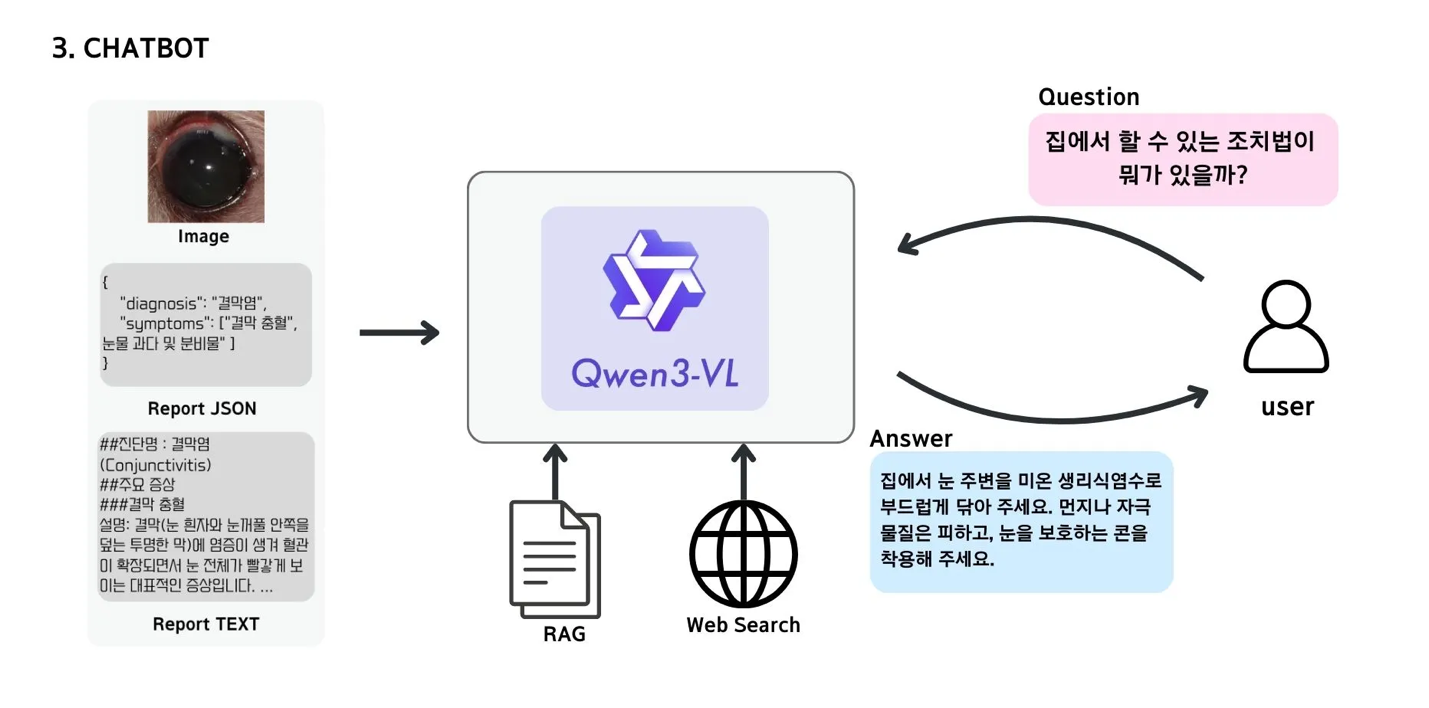 3. CHATBOT
Image
{
"diagnosis": "결막염",
"symptoms": ["결막 충혈",
눈물 과다 및 분비물" ]
}
Report JSON
##진단명 : 결막염
(Conjunctivitis)
##주요 증상
###결막 충혈
설명: 결막(눈 흰자와 눈꺼풀 안쪽을
덮는 투명한 막)에 염증이 생겨 혈관
이 확장되면서 눈 전체가 빨갛게 보
이는 대표적인 증상입니다. ...
Report TEXT
Qwen3-VL
RAG
Web Search
Question
집에서 할 수 있는 조치법이
뭐가 있을까?
user
Answer
집에서 눈 주변을 미온 생리식염수로
부드럽게 닦아 주세요. 먼지나 자극
물질은 피하고, 눈을 보호하는 콘을
착용해 주세요.